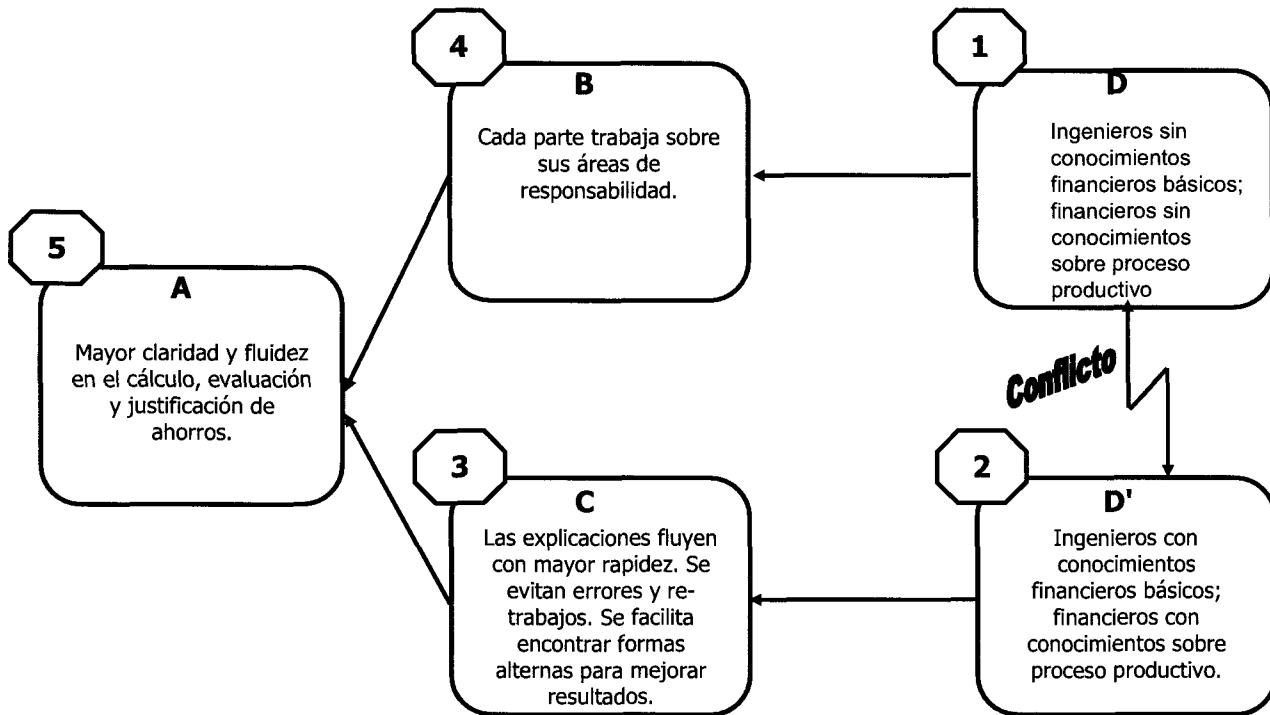 4
B
Cada parte trabaja sobre
sus áreas de
responsabilidad.
1
D
Ingenieros sin
conocimientos
financieros básicos;
financieros sin
conocimientos
sobre proceso
productivo
5
A
Mayor claridad y fluidez
en el cálculo, evaluación
y justificación de
ahorros.
Conflicto
3
C
Las explicaciones fluyen
con mayor rapidez. Se
evitan errores y re-
trabajos. Se facilita
encontrar formas
alternas para mejorar
resultados.
2
D'
Ingenieros con
conocimientos
financieros básicos;
financieros con
conocimientos sobre
proceso productivo.